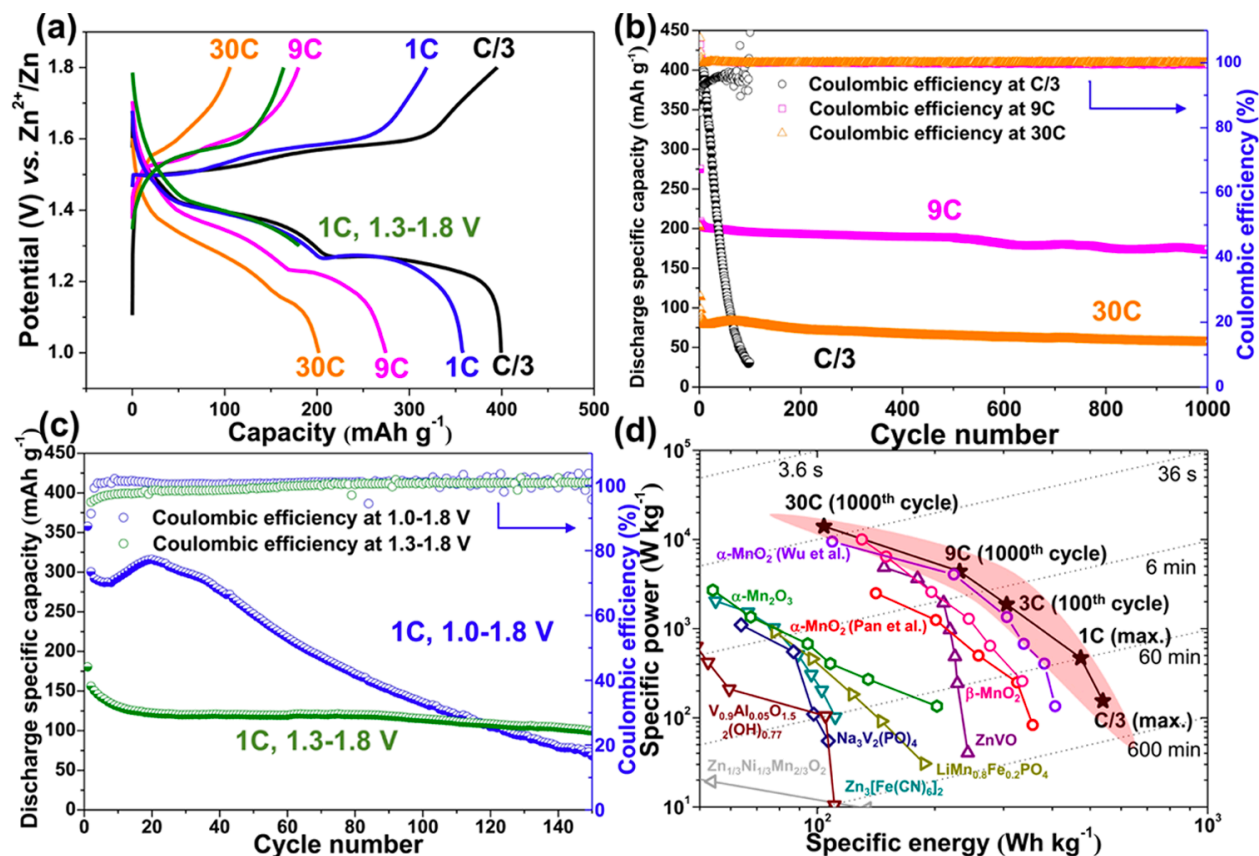 (a)
30C 9C 1C C/3
1.8
1.6
1.4
1.2
1.0
Potential (V) vs. Zn2+/Zn
1C, 1.3-1.8 V
30C 9C 1C C/3
0 100 200 300 400 500
Capacity (mAh g-1)
(b)
450
400
350
300
250
200
150
100
50
0
Discharge specific capacity (mAh g-1)
Coulombic efficiency at C/3
Coulombic efficiency at 9C
Coulombic efficiency at 30C
9C
30C
C/3
100
80
60
40
20
0
Coulombic efficiency (%)
0 200 400 600 800 1000
Cycle number
(c)
450
400
350
300
250
200
150
100
50
0
Discharge specific capacity (mAh g-1)
Coulombic efficiency at 1.0-1.8 V
Coulombic efficiency at 1.3-1.8 V
1C, 1.0-1.8 V
1C, 1.3-1.8 V
100
80
60
40
20
0
Coulombic efficiency (%)
0 20 40 60 80 100 120 140
Cycle number
(d)
10^5
10^4
10^3
10^2
10^1
Specific power (W kg-1)
3.6 s
36 s
30C (1000th cycle)
α-MnO2 (Wu et al.)
9C (1000th cycle)
6 min
α-Mn2O3
3C (100th cycle)
α-MnO2 (Pan et al.)
1C (max.)
60 min
β-MnO2
V0.9Al0.05O1.5
2(OH)0.77
C/3 (max.)
Na3V2(PO)4
ZnVO
600 min
Zn1/3Ni1/3Mn2/3O2
Zn3[Fe(CN)6]2
LiMn0.8Fe0.2PO4
10^2 10^3
Specific energy (Wh kg-1)